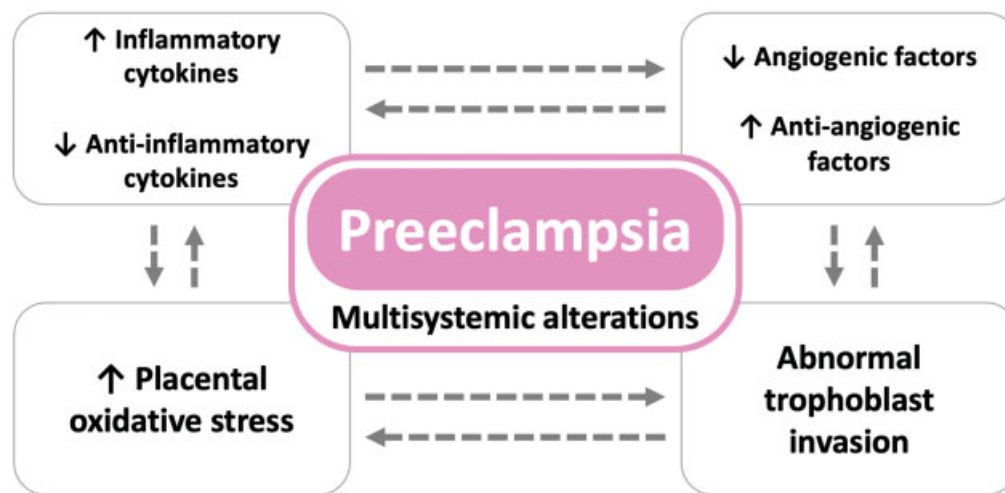 ↑ Inflammatory
cytokines
↓ Anti-inflammatory
cytokines
↓ Angiogenic factors
↑ Anti-angiogenic
factors
Preeclampsia
Multisystemic alterations
↑ Placental
oxidative stress
Abnormal
trophoblast
invasion